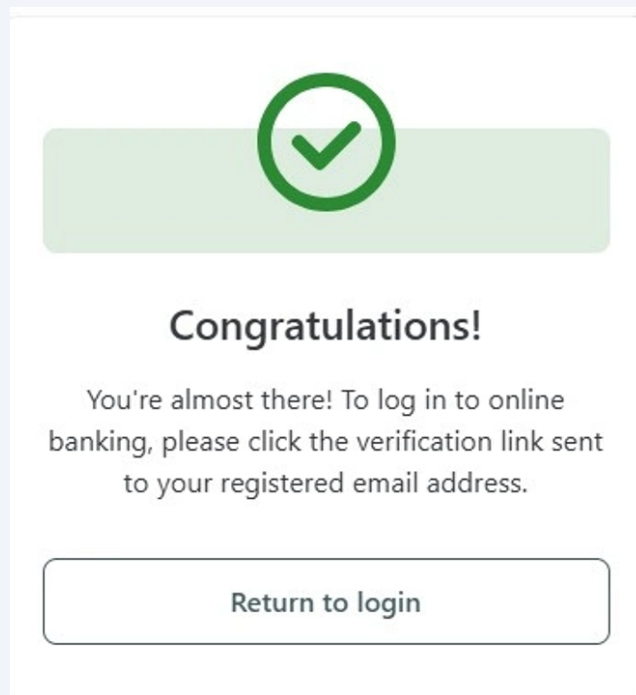 Congratulations!
You're almost there! To log in to online
banking, please click the verification link sent
to your registered email address.
Return to login